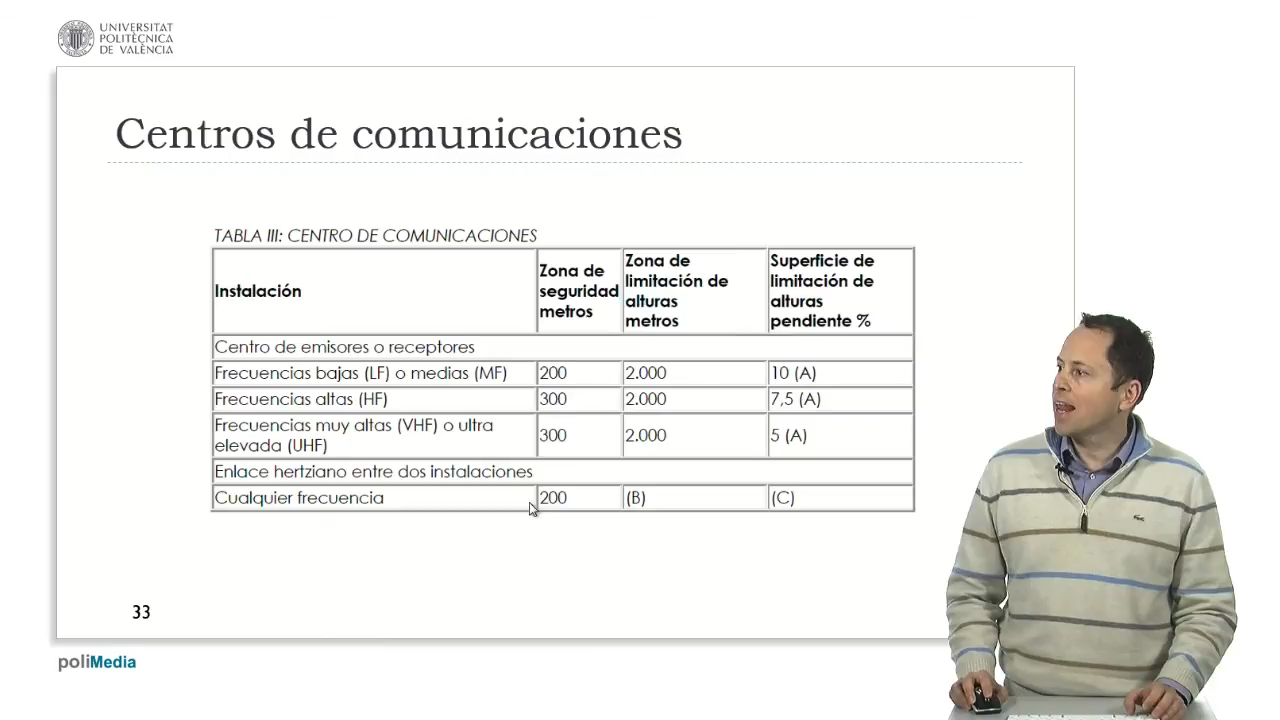 UNIVERSITAT
POLITÈCNICA
DE VALÈNCIA
Centros de comunicaciones
TABLA III: CENTRO DE COMUNICACIONES
Instalación
Zona de
seguridad
metros
Zona de
limitación de
alturas
metros
Superficie de
limitación de
alturas
pendiente %
Centro de emisores o receptores
Frecuencias bajas (LF) o medias (MF) 200 2.000 10 (A)
Frecuencias altas (HF) 300 2.000 7,5 (A)
Frecuencias muy altas (VHF) o ultra
elevada (UHF) 300 2.000 5 (A)
Enlace hertziano entre dos instalaciones
Cualquier frecuencia 200 (B) (C)
33
poliMedia